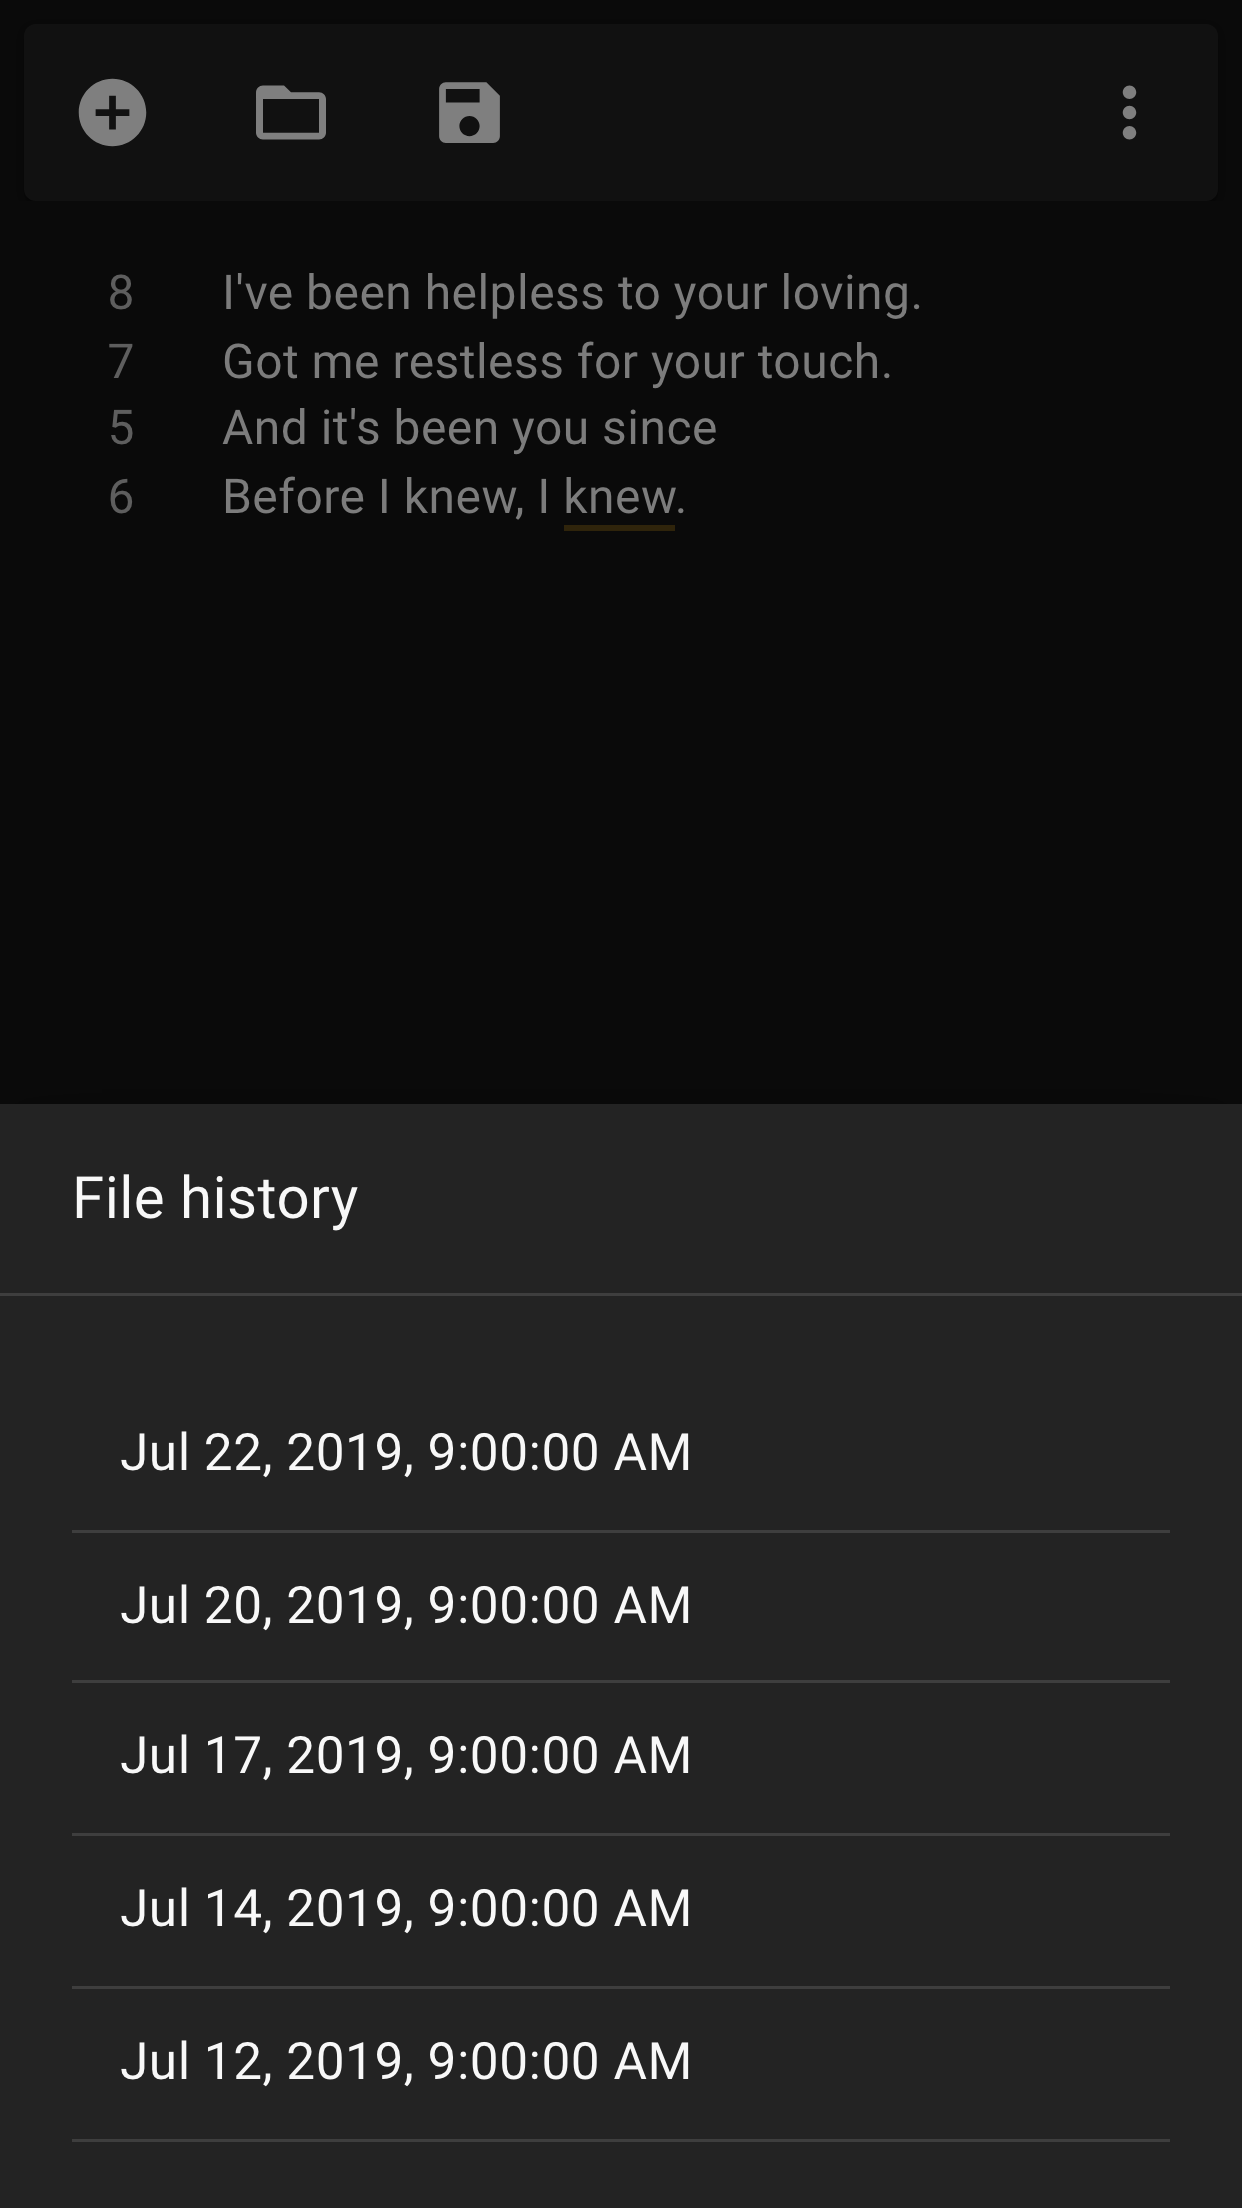 8 I've been helpless to your loving.
7 Got me restless for your touch.
5 And it's been you since
6 Before I knew, I knew.
File history
Jul 22, 2019, 9:00:00 AM
Jul 20, 2019, 9:00:00 AM
Jul 17, 2019, 9:00:00 AM
Jul 14, 2019, 9:00:00 AM
Jul 12, 2019, 9:00:00 AM